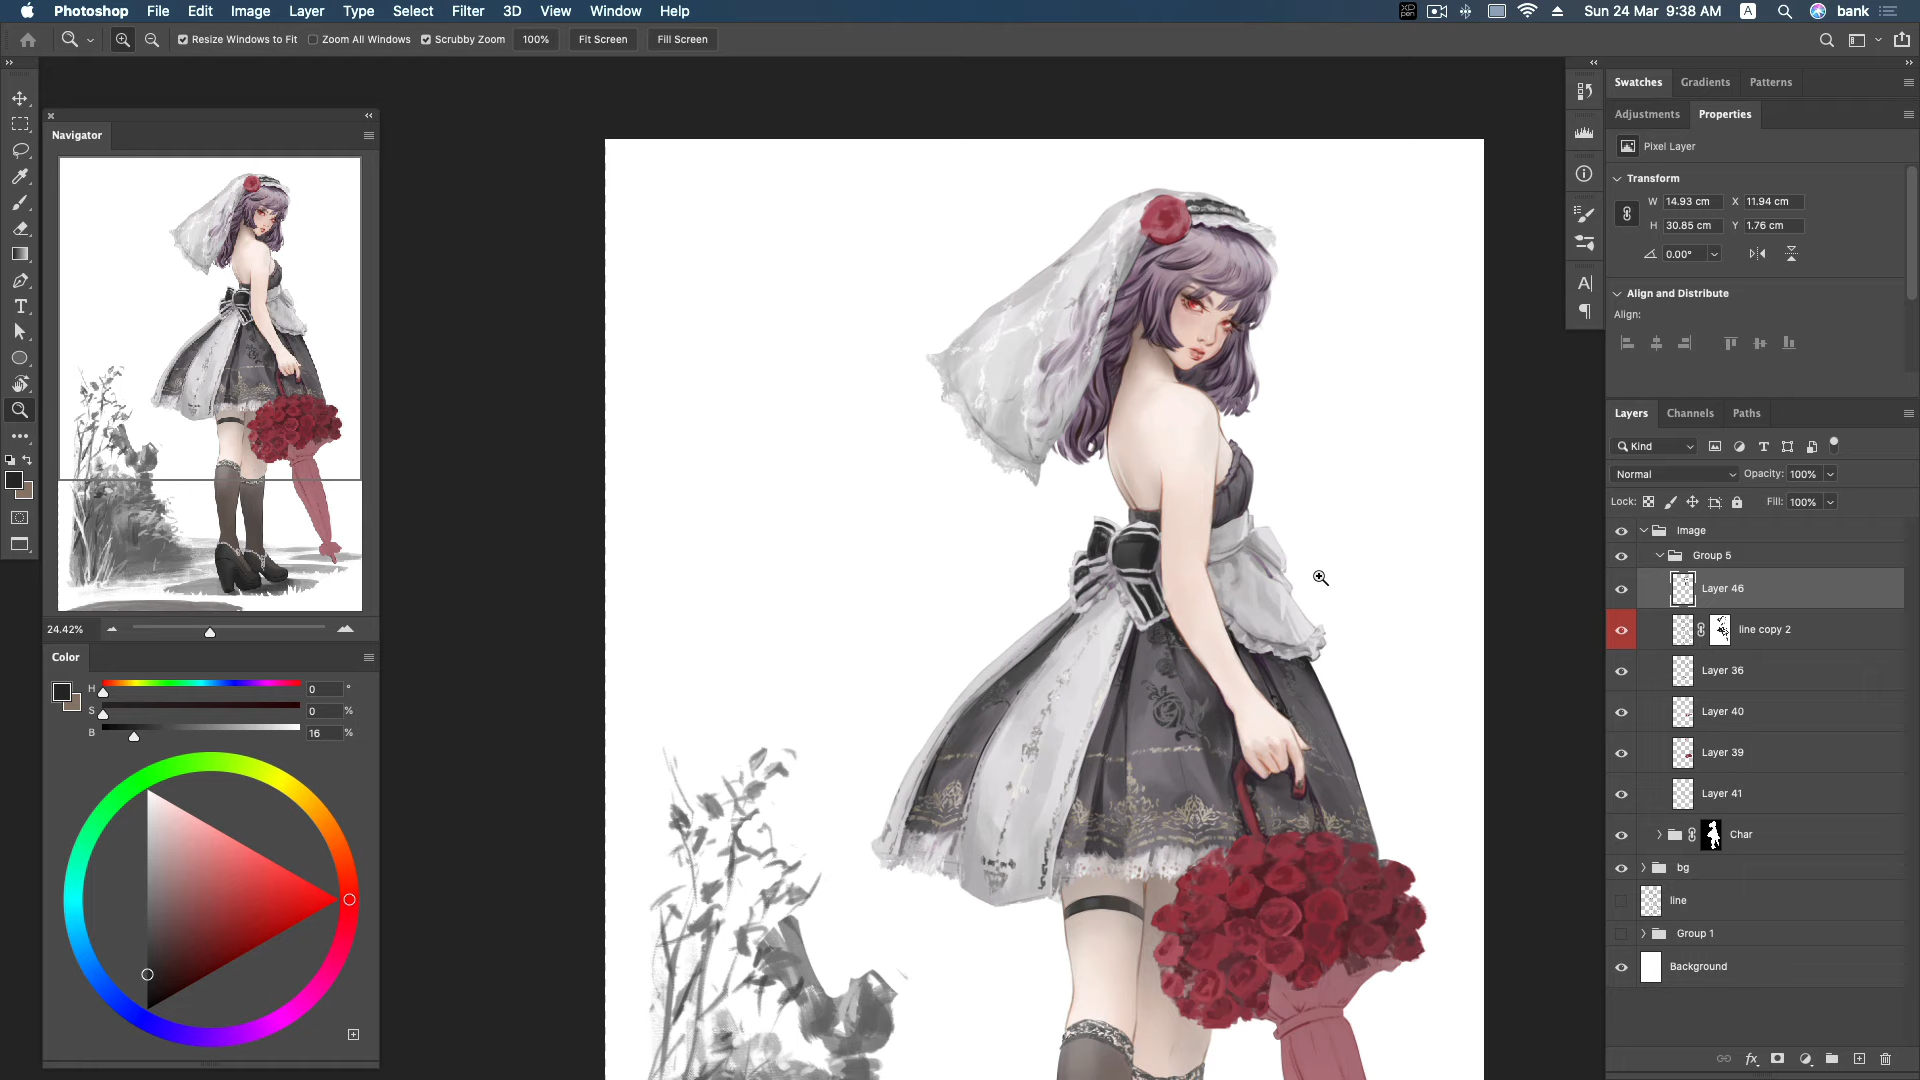 Photoshop File Edit Image Layer Type Select Filter 3D View Window Help
XP pen
Sun 24 Mar 9:38 AM A bank
Resize Windows to Fit Zoom All Windows Scrubby Zoom 100% Fit Screen Fill Screen
Navigator
24.42%
Color
H 0 °
S 0 %
B 16 %
Swatches Gradients Patterns
Adjustments Properties
Pixel Layer
Transform
W 14.93 cm X 11.94 cm
H 30.85 cm Y 1.76 cm
0.00°
Align and Distribute
Align:
Layers Channels Paths
Kind
Normal Opacity: 100%
Lock: Fill: 100%
Image
Group 5
Layer 46
line copy 2
Layer 36
Layer 40
Layer 39
Layer 41
Char
bg
line
Group 1
Background
fx